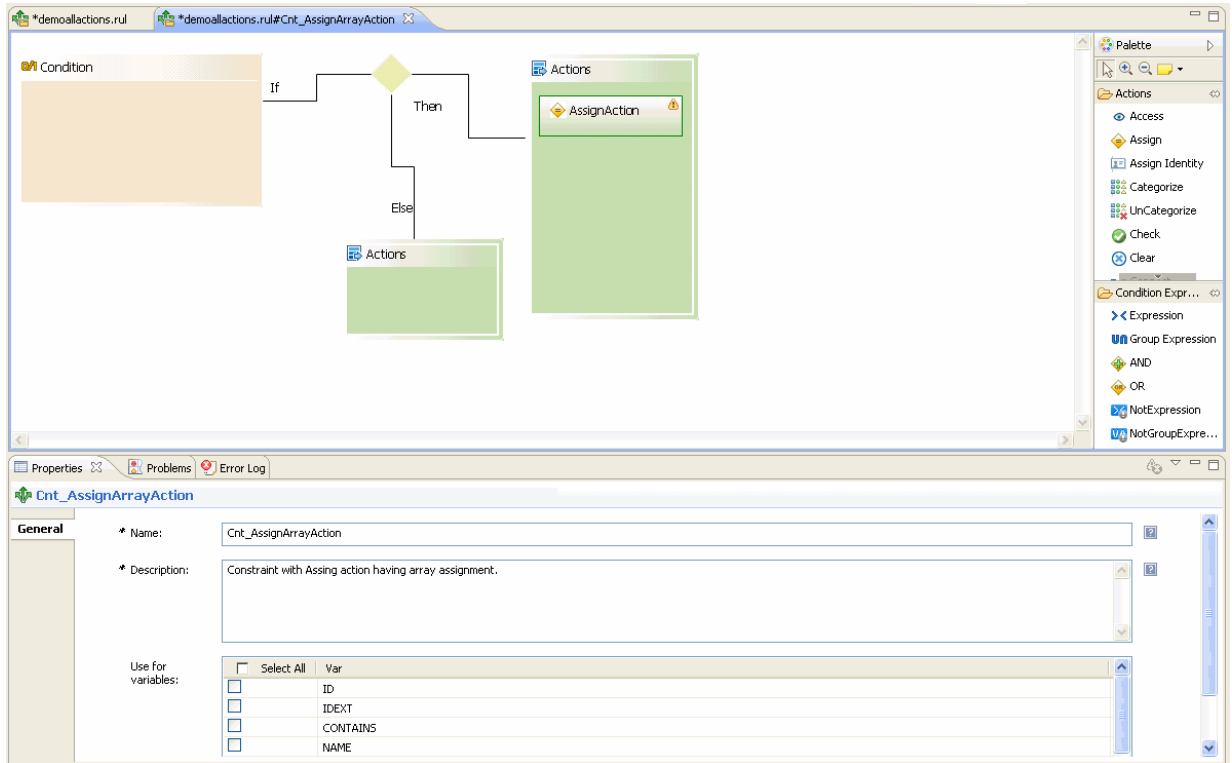 *demoallactions.rul
*demoallactions.rul#Cnt_AssignArrayAction
Condition
If
Then
Else
Actions
AssignAction
Actions
Palette
Actions
Access
Assign
Assign Identity
Categorize
UnCategorize
Check
Clear
Condition Expr...
Expression
Group Expression
AND
OR
NotExpression
NotGroupExpre...
Properties
Problems
Error Log
Cnt_AssignArrayAction
General
* Name:
Cnt_AssignArrayAction
* Description:
Constraint with Assing action having array assignment.
Use for
variables:
Select All
Var
ID
IDEXT
CONTAINS
NAME